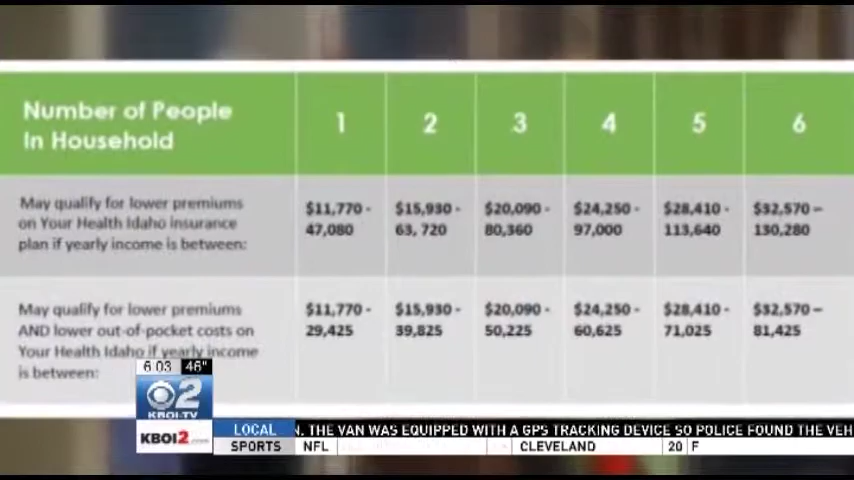 Number of People
In Household
1
2
3
4
5
6
May qualify for lower premiums
on Your Health Idaho insurance
plan if yearly income is between:
$11,770 -
47,080
$15,930 -
63, 720
$20,090 -
80,360
$24,250 -
97,000
$28,410 -
113,640
$32,570 –
130,280
May qualify for lower premiums
AND lower out-of-pocket costs on
Your Health Idaho if yearly income
is between:
$11,770 -
29,425
$15,930 -
39,825
$20,090 -
50,225
$24,250 -
60,625
$28,410 -
71,025
$32,570 –
81,425
6:03 46°
2
KBOI-TV
KBOI2.com
LOCAL
N. THE VAN WAS EQUIPPED WITH A GPS TRACKING DEVICE SO POLICE FOUND THE VEH
SPORTS NFL CLEVELAND 20 F